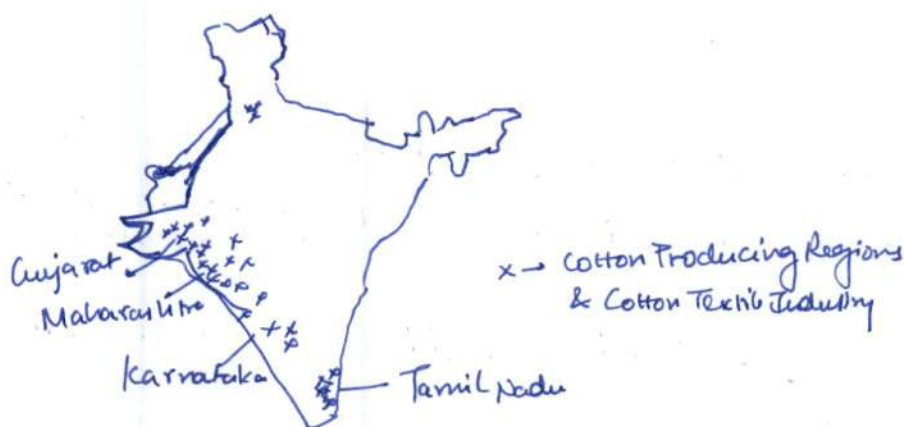 Gujarat
Maharashtra
Karnataka
Tamil Nadu
x → Cotton Producing Regions
& Cotton Textile Industry